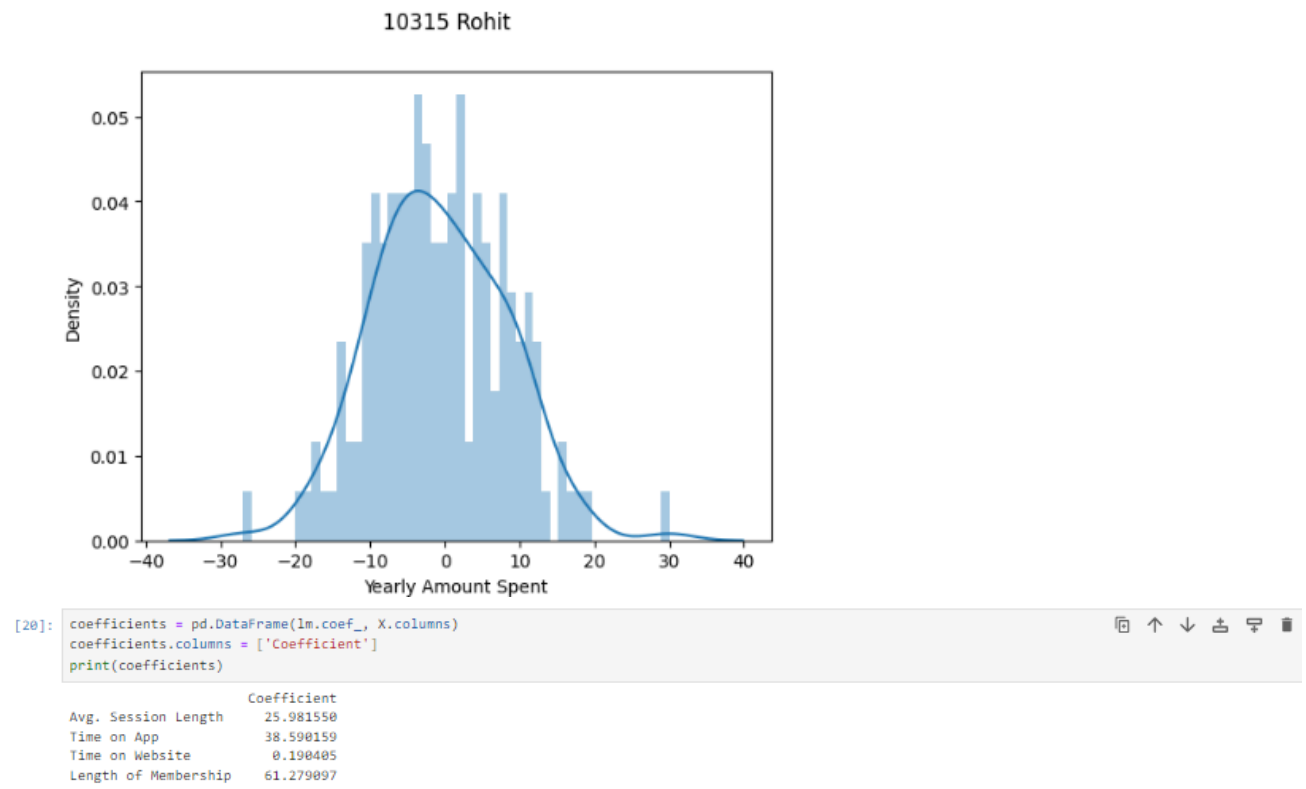 10315 Rohit
0.05
0.04
0.03
0.02
0.01
0.00
Density
−40 −30 −20 −10 0 10 20 30 40
Yearly Amount Spent
[20]: coefficients = pd.DataFrame(lm.coef_, X.columns)
coefficients.columns = ['Coefficient']
print(coefficients)
Coefficient
Avg. Session Length 25.981550
Time on App 38.590159
Time on Website 0.190405
Length of Membership 61.279097